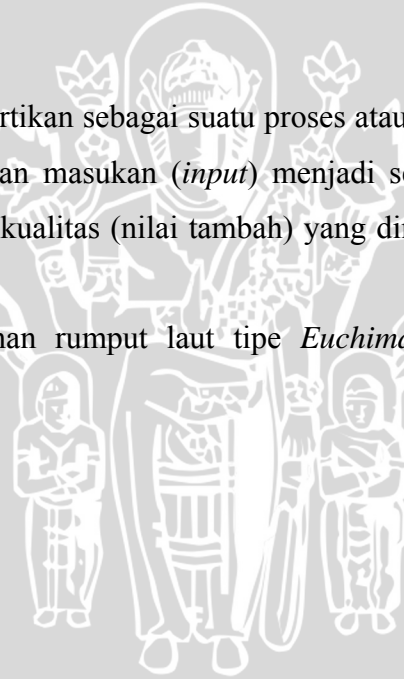 rtikan sebagai suatu proses atau
an masukan (input) menjadi se
kualitas (nilai tambah) yang di
nan rumput laut tipe Euchima